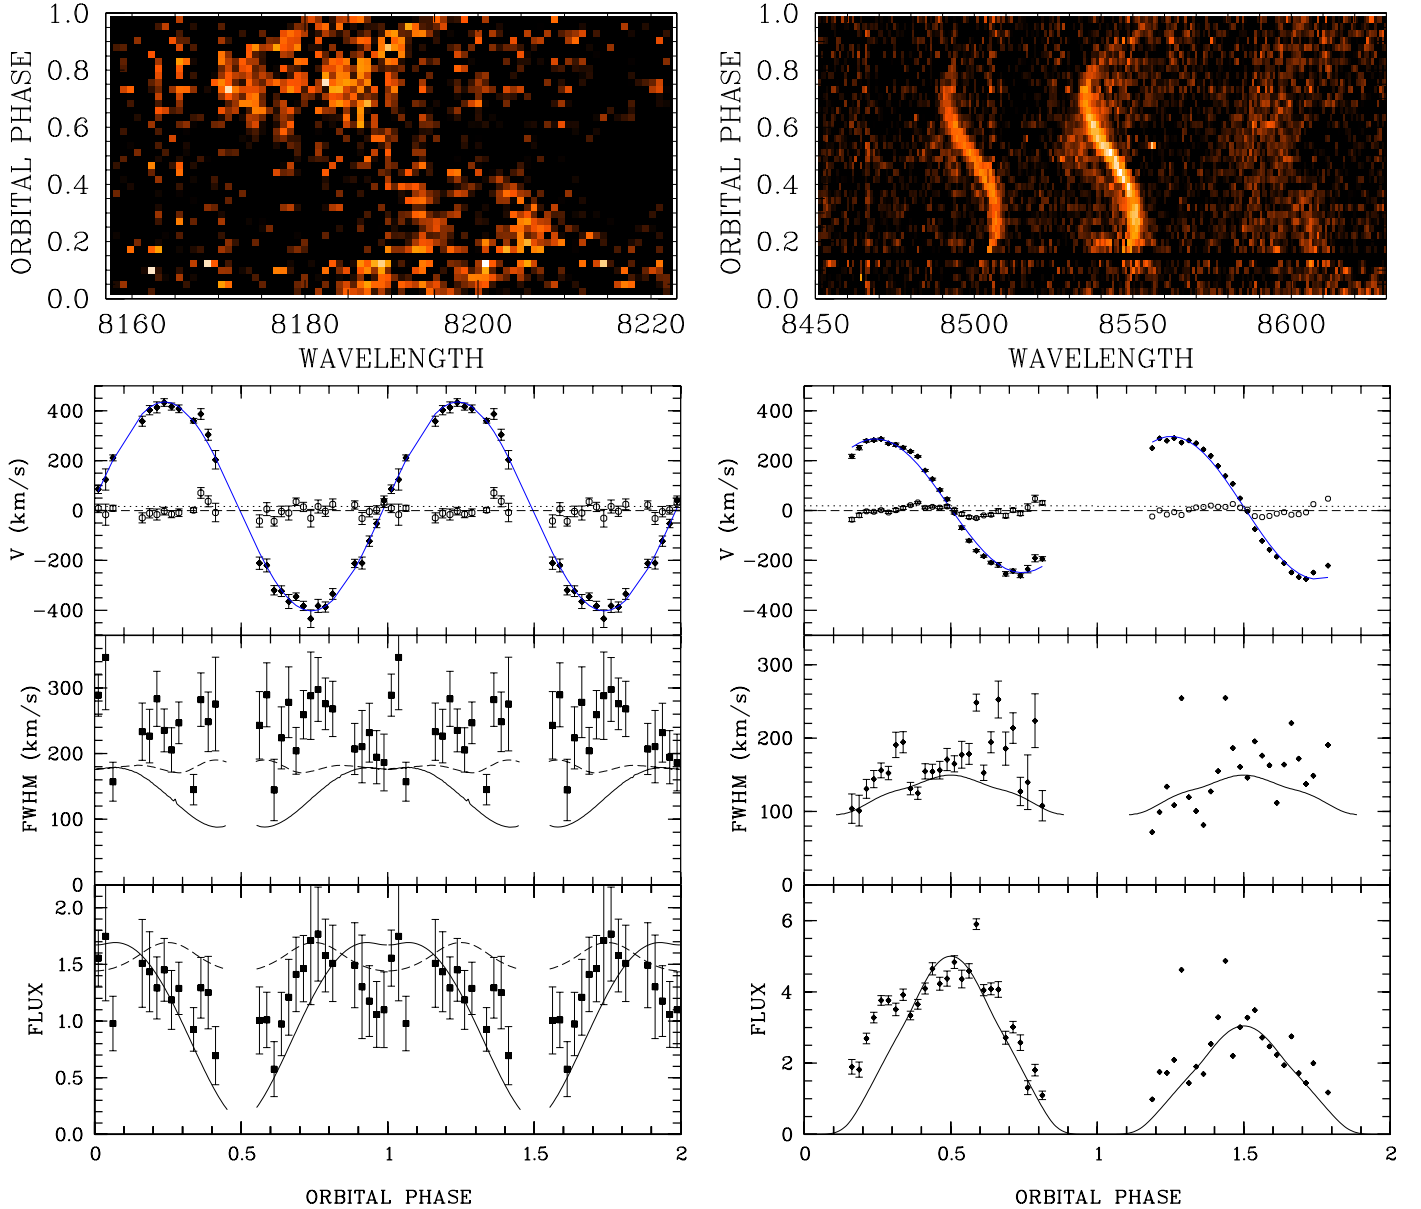 1.0
0.8
0.6
0.4
0.2
0.0
ORBITAL PHASE
8160 8180 8200 8220
WAVELENGTH
1.0
0.8
0.6
0.4
0.2
0.0
ORBITAL PHASE
8450 8500 8550 8600
WAVELENGTH
400
200
0
−200
−400
V (km/s)
300
200
100
0
FWHM (km/s)
2.0
1.5
1.0
0.5
0.0
FLUX
0 0.5 1 1.5 2
ORBITAL PHASE
400
200
0
−200
−400
V (km/s)
300
200
100
0
FWHM (km/s)
6
4
2
0
FLUX
0 0.5 1 1.5 2
ORBITAL PHASE